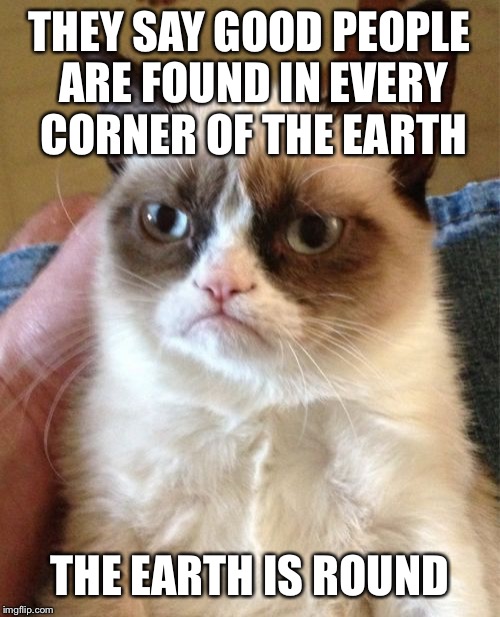 THEY SAY GOOD PEOPLE
ARE FOUND IN EVERY
CORNER OF THE EARTH
THE EARTH IS ROUND
imgflip.com